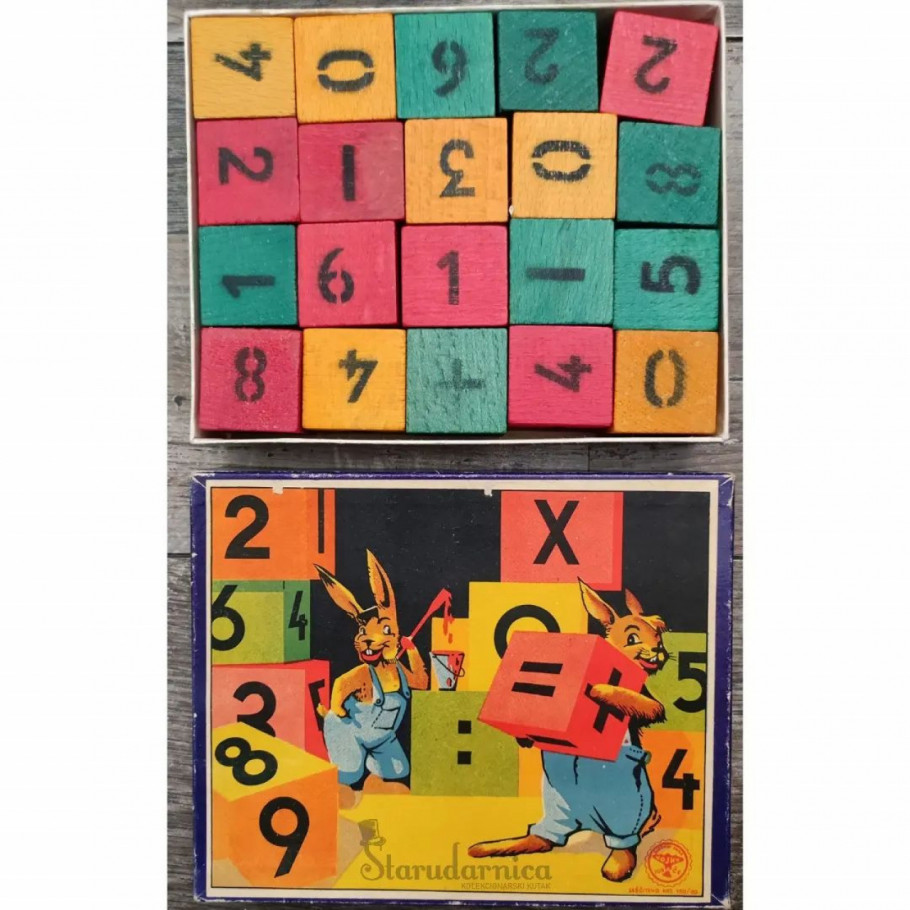 4 0 6 2 2
2 1 3 0 8
1 6 1 – 5
8 4 + 4 0
2 X
6 4
= +
5
3 :
8 4
9
Starudarnica
KOLEKCIONARSKI KUTAK